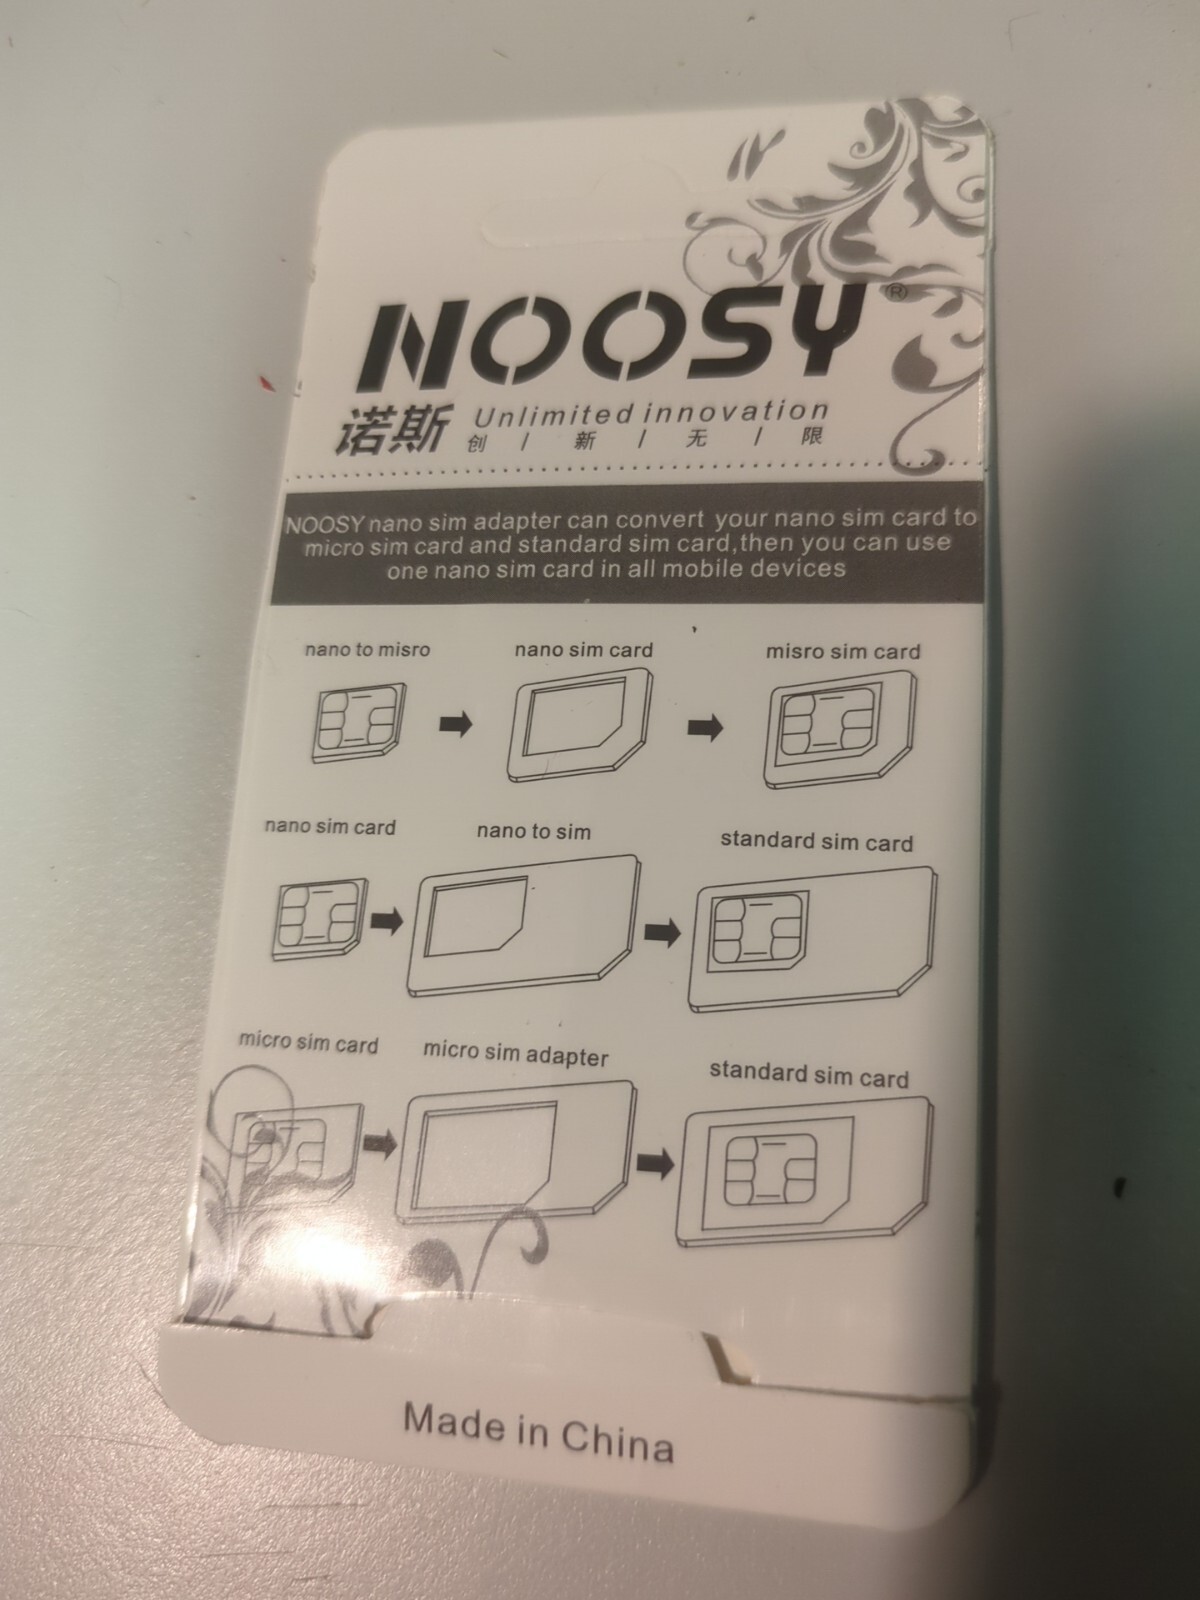 NOOSY®
诺斯 Unlimited innovation
创 / 新 / 无 / 限
NOOSY nano sim adapter can convert your nano sim card to
micro sim card and standard sim card,then you can use
one nano sim card in all mobile devices
nano to misro nano sim card misro sim card
nano sim card nano to sim standard sim card
micro sim card micro sim adapter standard sim card
Made in China